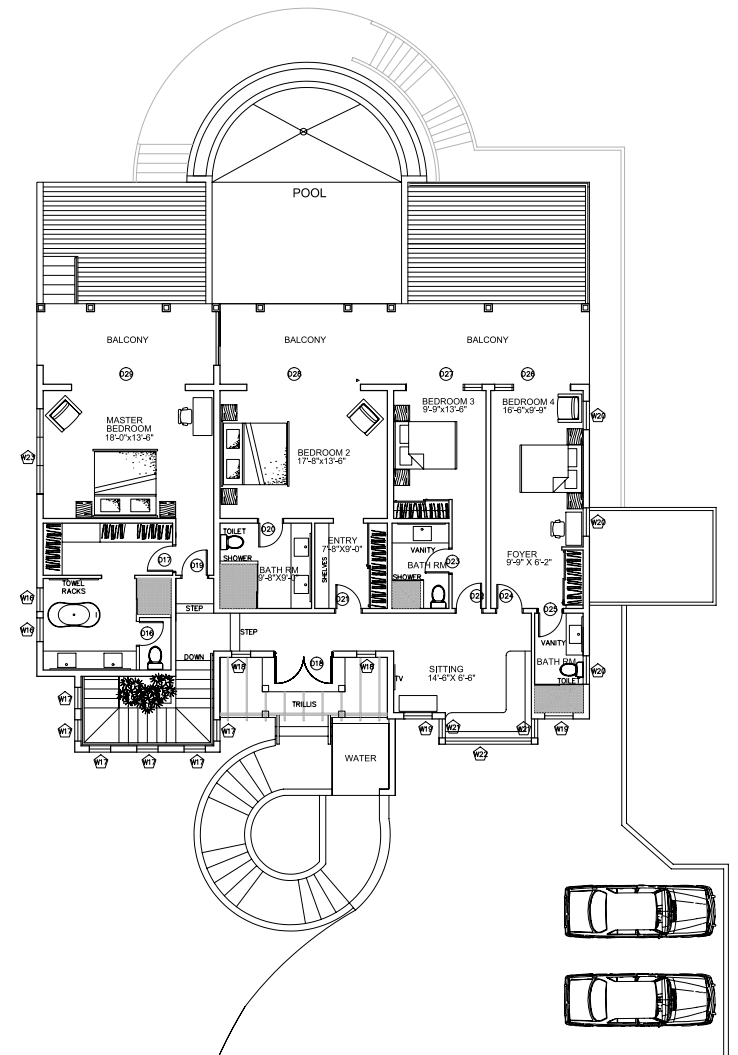 POOL
BALCONY
BALCONY
BALCONY
D29
D28
D27
D26
MASTER
BEDROOM
18'-0"x13'-6"
BEDROOM 2
17'-8"x13'-6"
BEDROOM 3
9'-9"x13'-6"
BEDROOM 4
16'-6"x9'-9"
W20
W23
W20
TOILET
D20
SHOWER
BATH RM
9'-8"X9'-0"
SHELVES
ENTRY
7'-8"X9'-0"
VANITY
D23
BATH RM
SHOWER
FOYER
9'-9" X 6'-2"
D17
D19
TOWEL
RACKS
D21
D22
D24
D25
W16
W16
STEP
STEP
D16
DOWN
VANITY
BATH RM
TOILET
W20
W18
D18
W18
SITTING
14'-6"X 6'-6"
TV
TRILLIS
W17
W17
W17
W17
W17
W17
W19
W21
W21
W19
W22
WATER